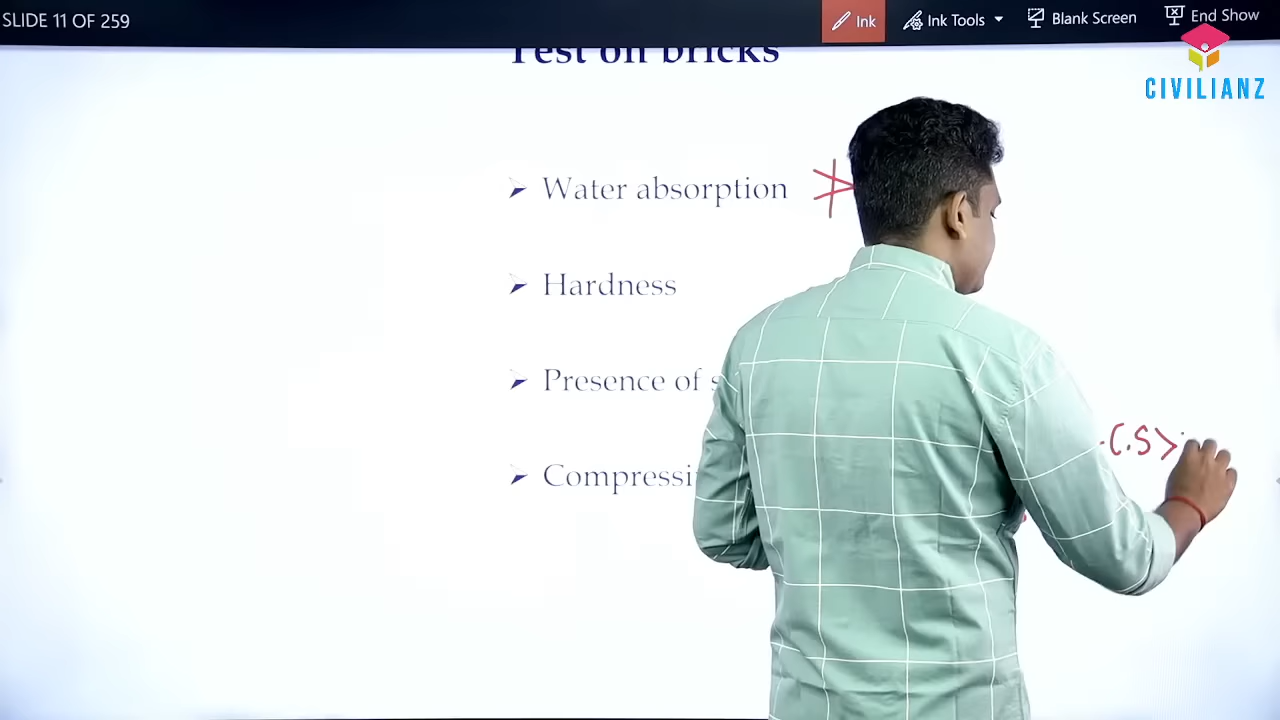 SLIDE 11 OF 259
Ink
Ink Tools
Blank Screen
End Show
CIVILIANZ
Test on bricks
➢ Water absorption
➢ Hardness
➢ Presence of s
➢ Compressi
C.S >